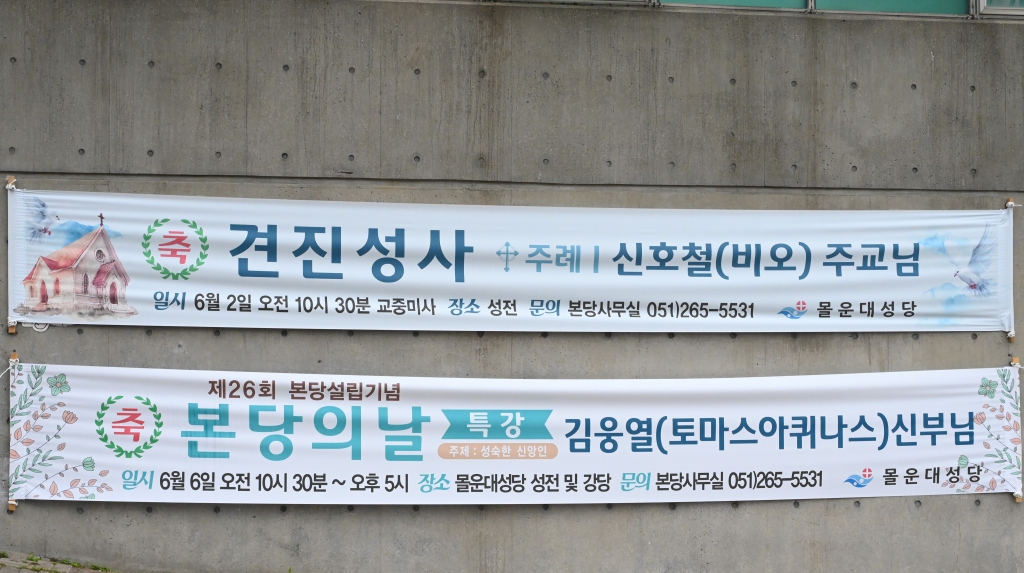 축 견진성사 주례 | 신호철(비오) 주교님
일시 6월 2일 오전 10시 30분 교중미사 장소 성전 문의 본당사무실 051)265-5531 몰운대성당
제26회 본당설립기념
축 본당의날 특강 김웅열(토마스아퀴나스)신부님
주제 : 성숙한 신앙인
일시 6월 6일 오전 10시 30분 ~ 오후 5시 장소 몰운대성당 성전 및 강당 문의 본당사무실 051)265-5531 몰운대성당